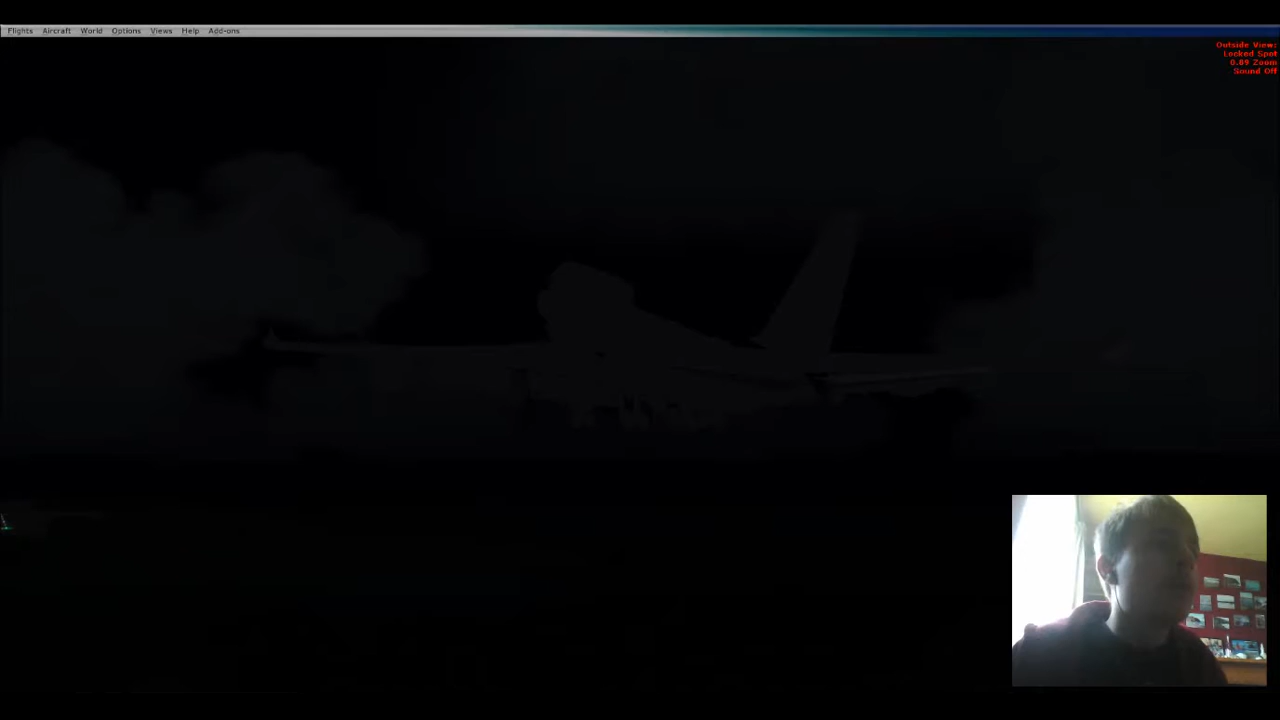 Flights Aircraft World Options Views Help Add-ons
Outside View:
Locked Spot
0.89 Zoom
Sound Off